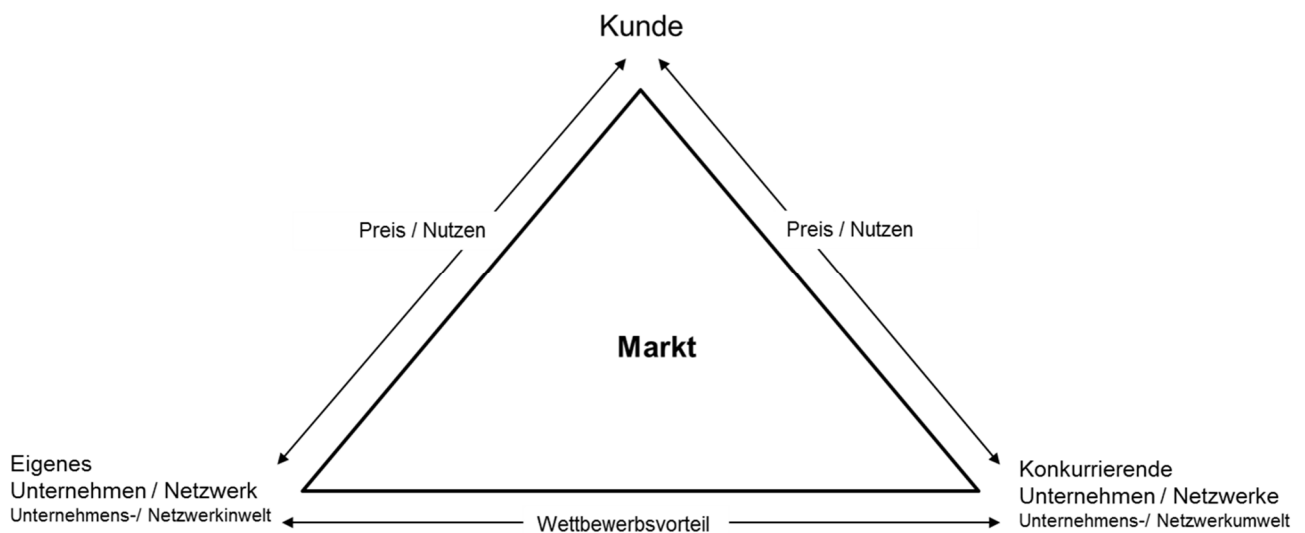 Kunde
Preis / Nutzen
Preis / Nutzen
Markt
Eigenes
Unternehmen / Netzwerk
Unternehmens-/ Netzwerkinwelt
Wettbewerbsvorteil
Konkurrierende
Unternehmen / Netzwerke
Unternehmens-/ Netzwerkumwelt